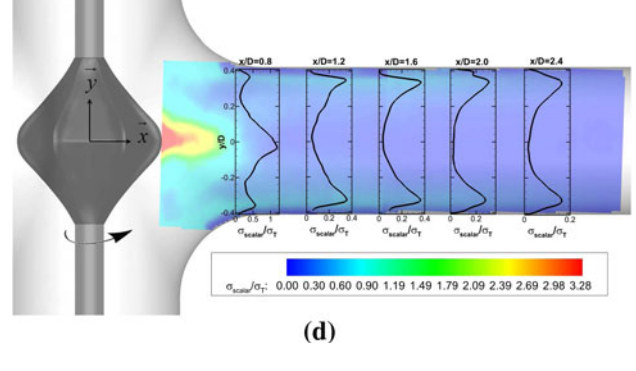 x/D=0.8 x/D=1.2 x/D=1.6 x/D=2.0 x/D=2.4
y
x
y/D
0.4
0.2
0
-0.2
-0.4
0 0.5 1 0 0.2 0.4 0 0.2 0.4 0 0.2 0 0.2
σscalar/σT σscalar/σT σscalar/σT σscalar/σT σscalar/σT
σscalar/σT: 0.00 0.30 0.60 0.90 1.19 1.49 1.79 2.09 2.39 2.69 2.98 3.28
(d)